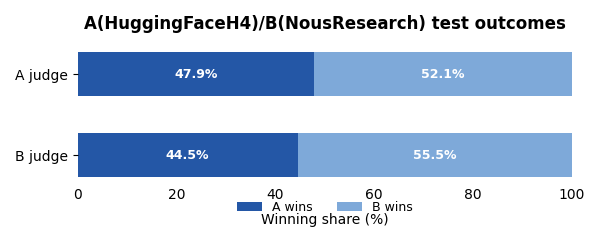 A(HuggingFaceH4)/B(NousResearch) test outcomes
A judge
47.9%
52.1%
B judge
44.5%
55.5%
0 20 40 60 80 100
A wins B wins
Winning share (%)